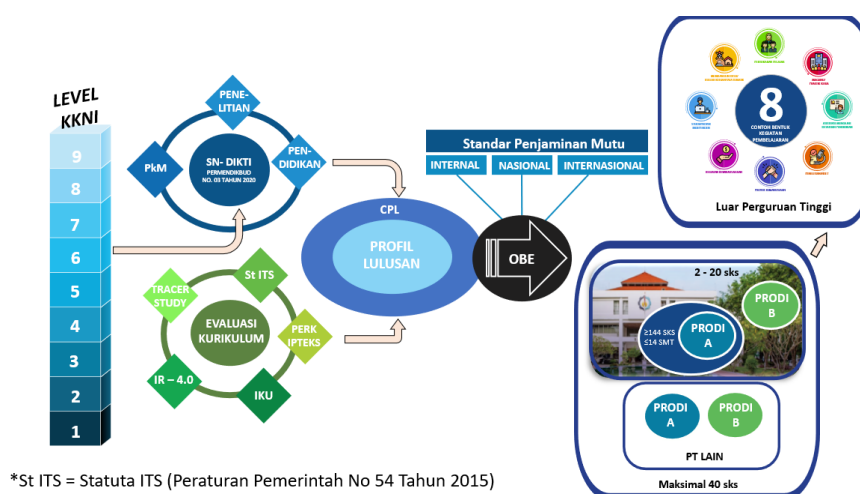 LEVEL
KKNI
9
8
7
6
5
4
3
2
1
PENE-
LITIAN
PkM
SN- DIKTI
PERMENDIKBUD
NO. 03 TAHUN 2020
PEN-
DIDIKAN
TRACER
STUDY
St ITS
EVALUASI
KURIKULUM
PERK
IPTEKS
IR – 4.0
IKU
CPL
PROFIL
LULUSAN
Standar Penjaminan Mutu
INTERNAL
NASIONAL
INTERNASIONAL
OBE
8
CONTOH BENTUK
KEGIATAN
PEMBELAJARAN
Luar Perguruan Tinggi
2 - 20 sks
≥144 SKS
≤14 SMT
PRODI
A
PRODI
B
PRODI
A
PRODI
B
PT LAIN
Maksimal 40 sks
*St ITS = Statuta ITS (Peraturan Pemerintah No 54 Tahun 2015)